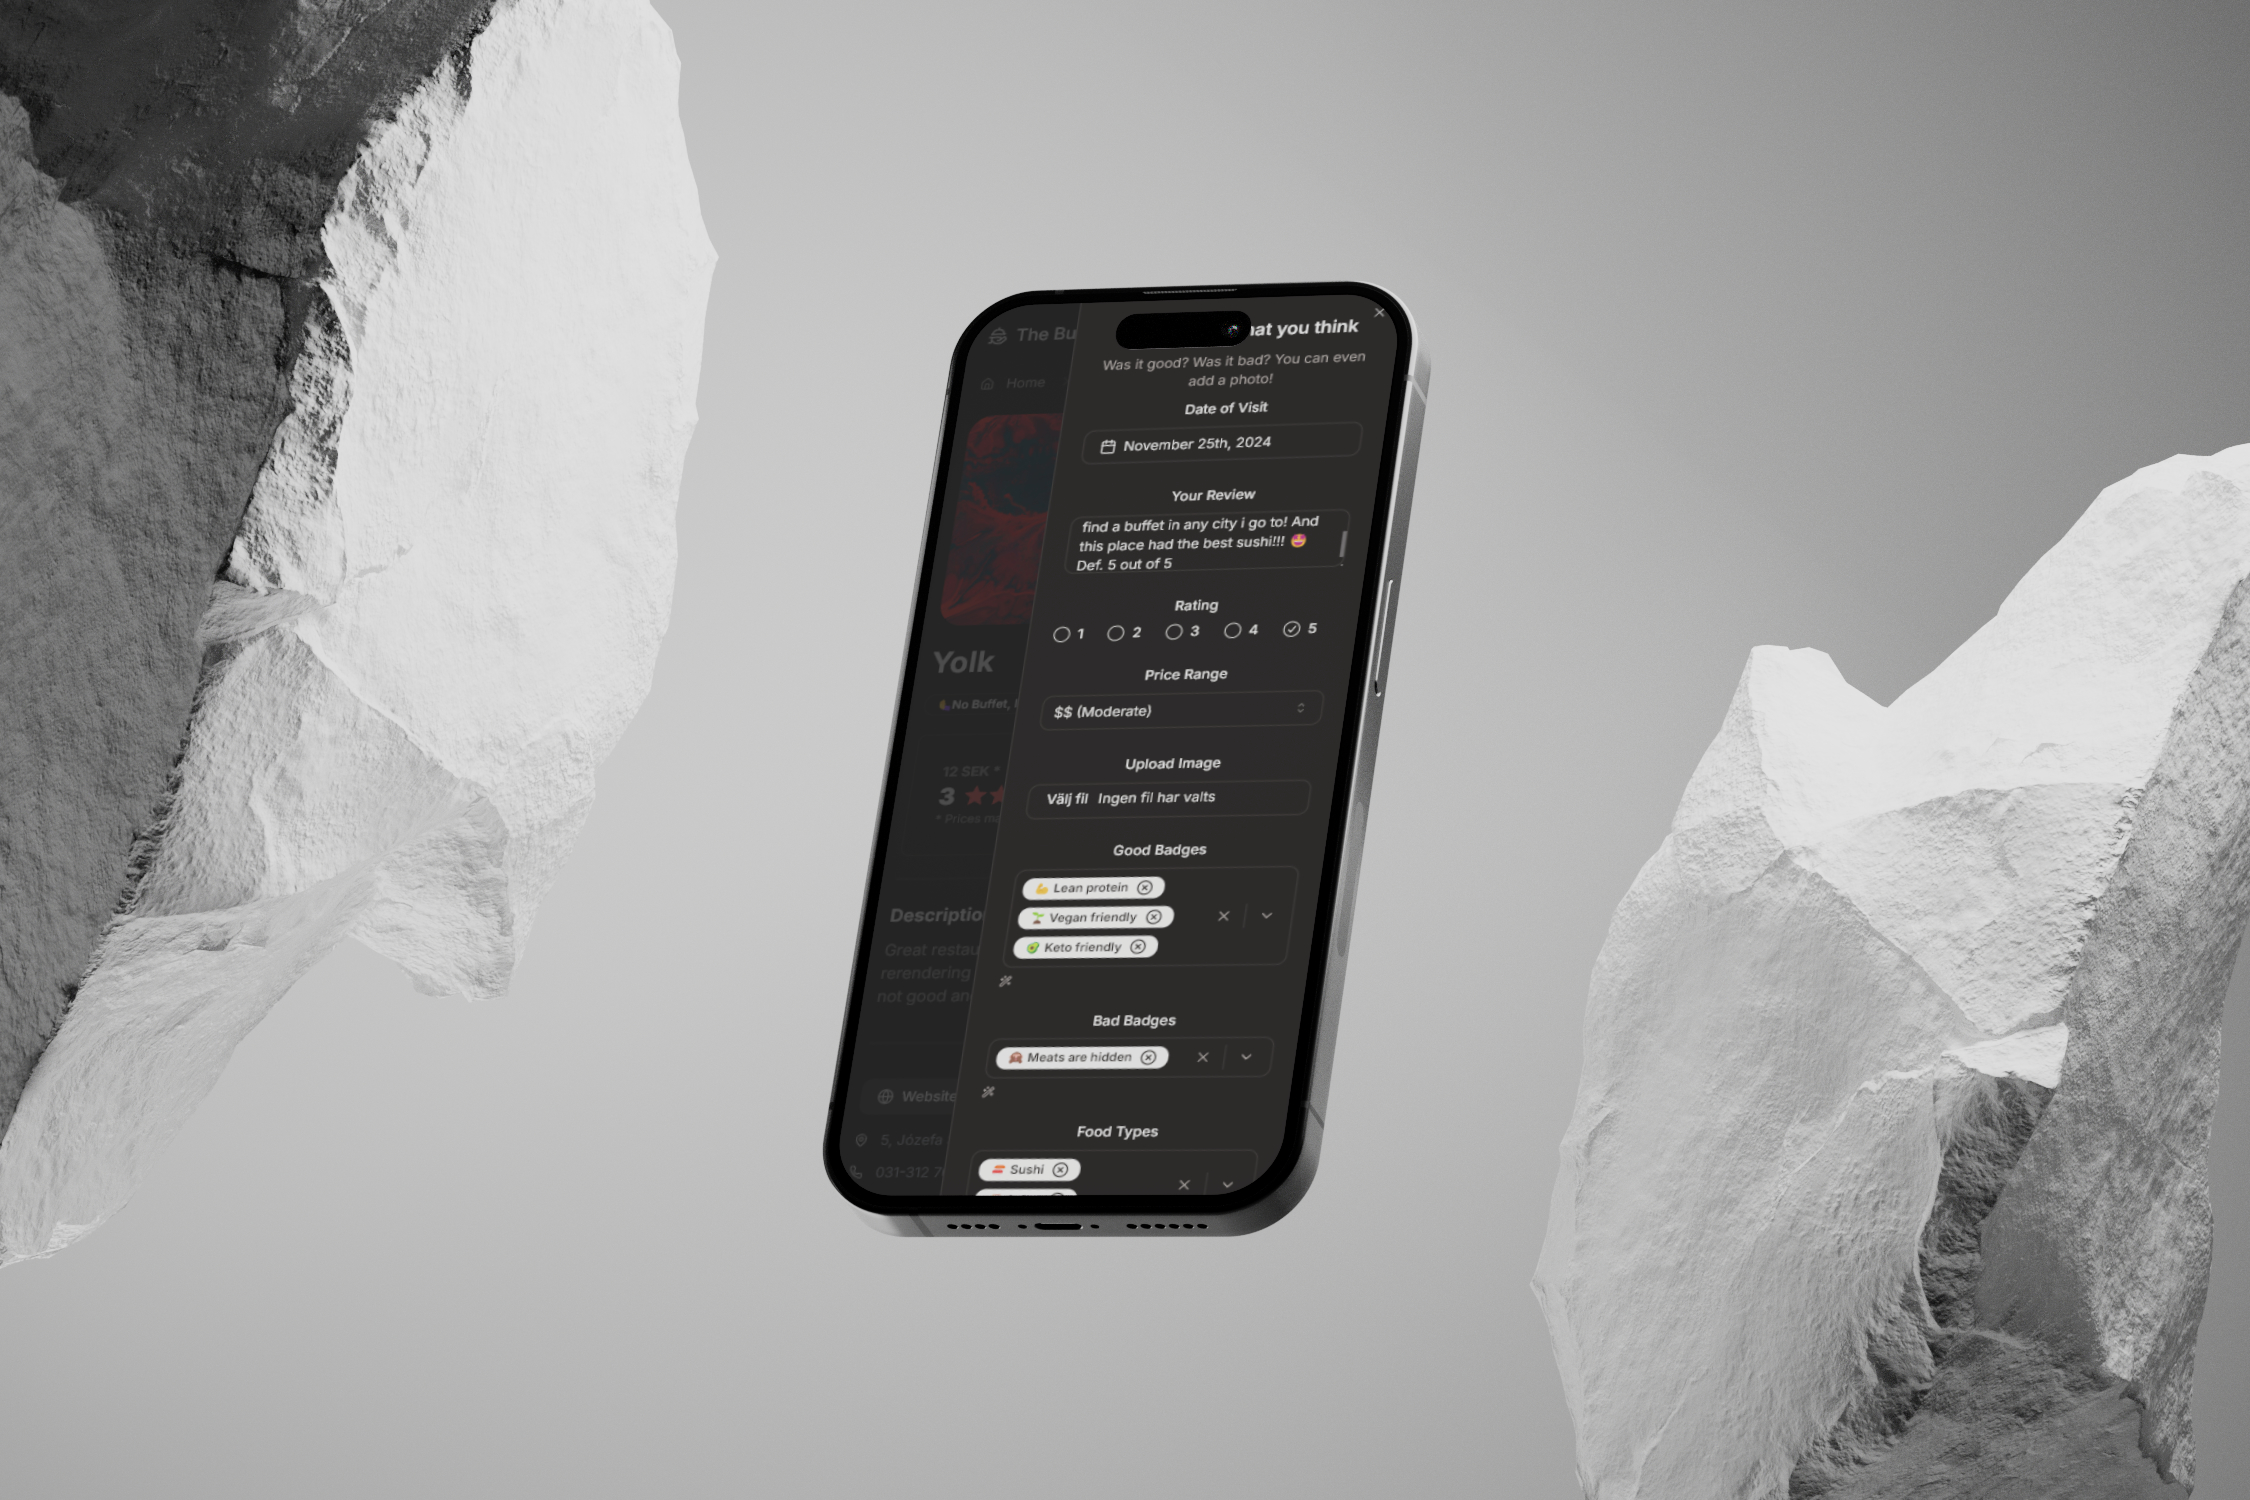 The Bu
Home
Yolk
No Buffet,
12 SEK *
3
* Prices
Descriptio
Great restau
rerendering
not good an
Website
5, Józefa
031-312 7
hat you think
Was it good? Was it bad? You can even
add a photo!
Date of Visit
November 25th, 2024
Your Review
find a buffet in any city i go to! And
this place had the best sushi!!! 🤩
Def. 5 out of 5
Rating
1 2 3 4 5
Price Range
$$ (Moderate)
Upload Image
Välj fil Ingen fil har valts
Good Badges
💪 Lean protein
🌱 Vegan friendly
🥑 Keto friendly
Bad Badges
🙈 Meats are hidden
Food Types
🍣 Sushi